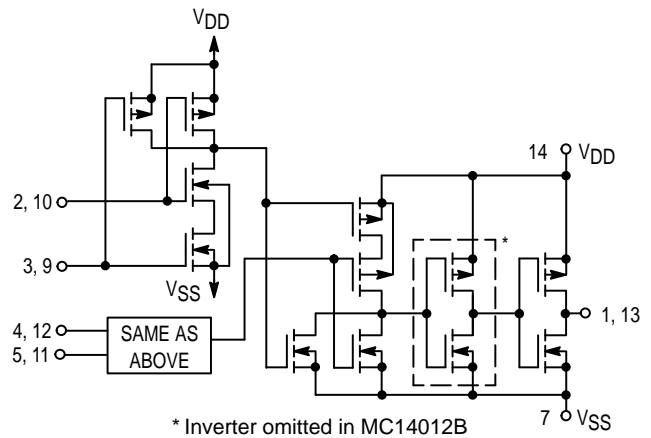 VDD
14 VDD
2, 10
*
3, 9
VSS
1, 13
4, 12
SAME AS
5, 11
ABOVE
7 VSS
* Inverter omitted in MC14012B